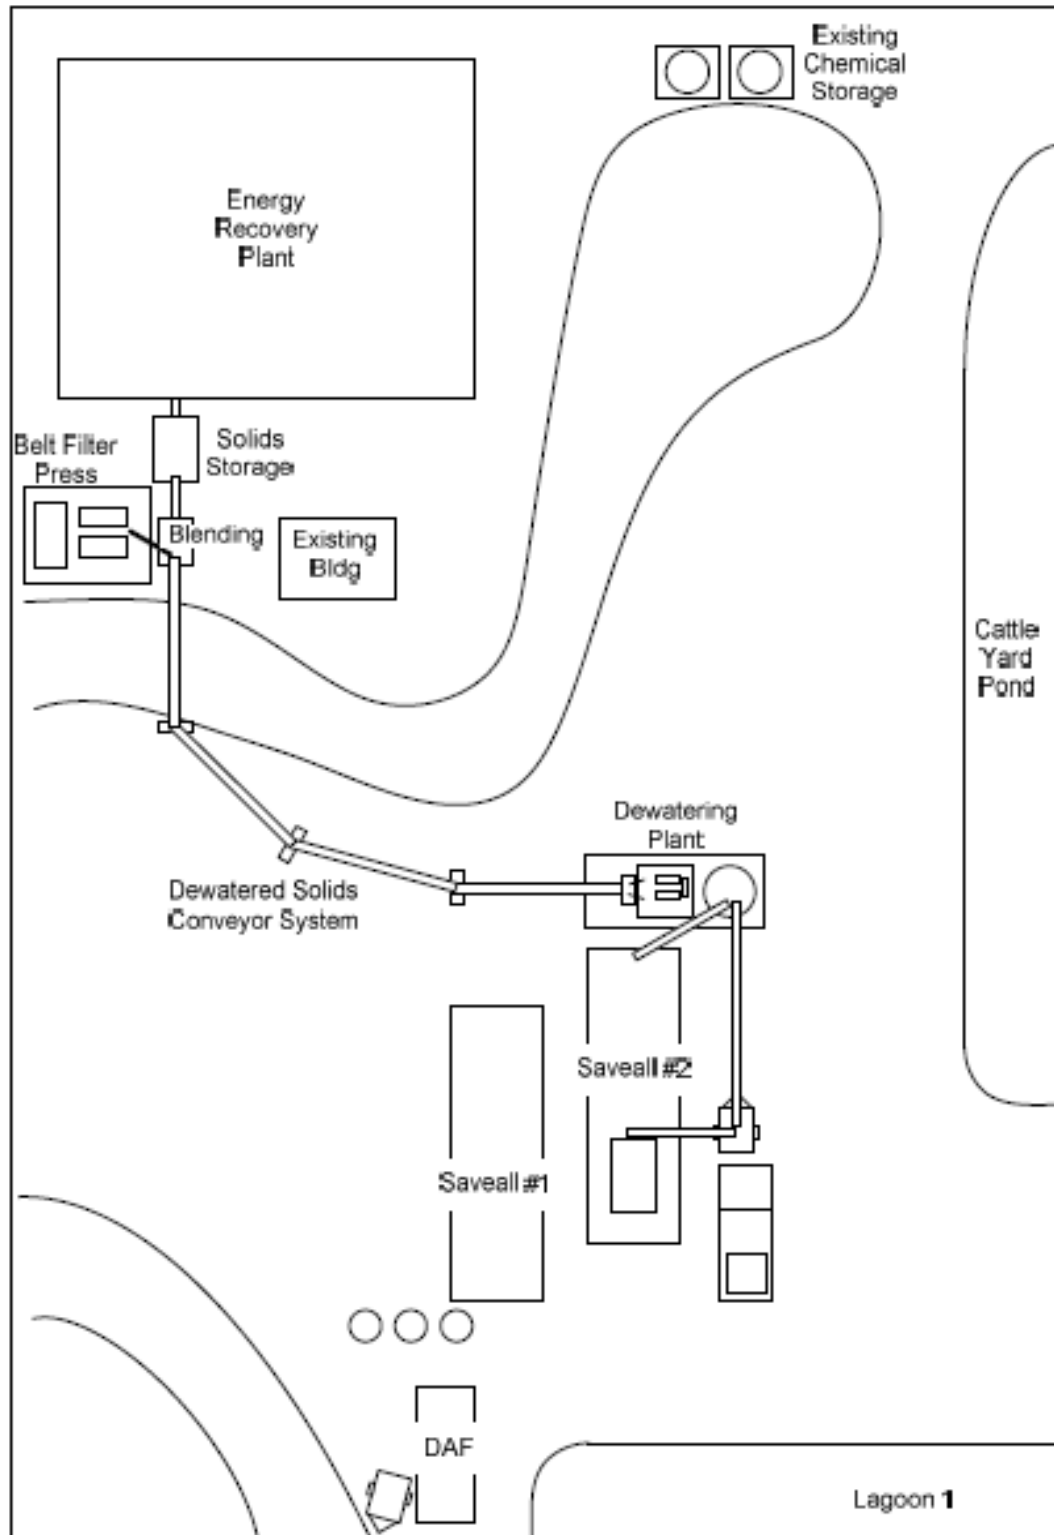 Existing
Chemical
Storage
Energy
Recovery
Plant
Belt Filter
Press
Solids
Storage
Blending
Existing
Bldg
Cattle
Yard
Pond
Dewatering
Plant
Dewatered Solids
Conveyor System
Saveall #2
Saveall #1
DAF
Lagoon 1